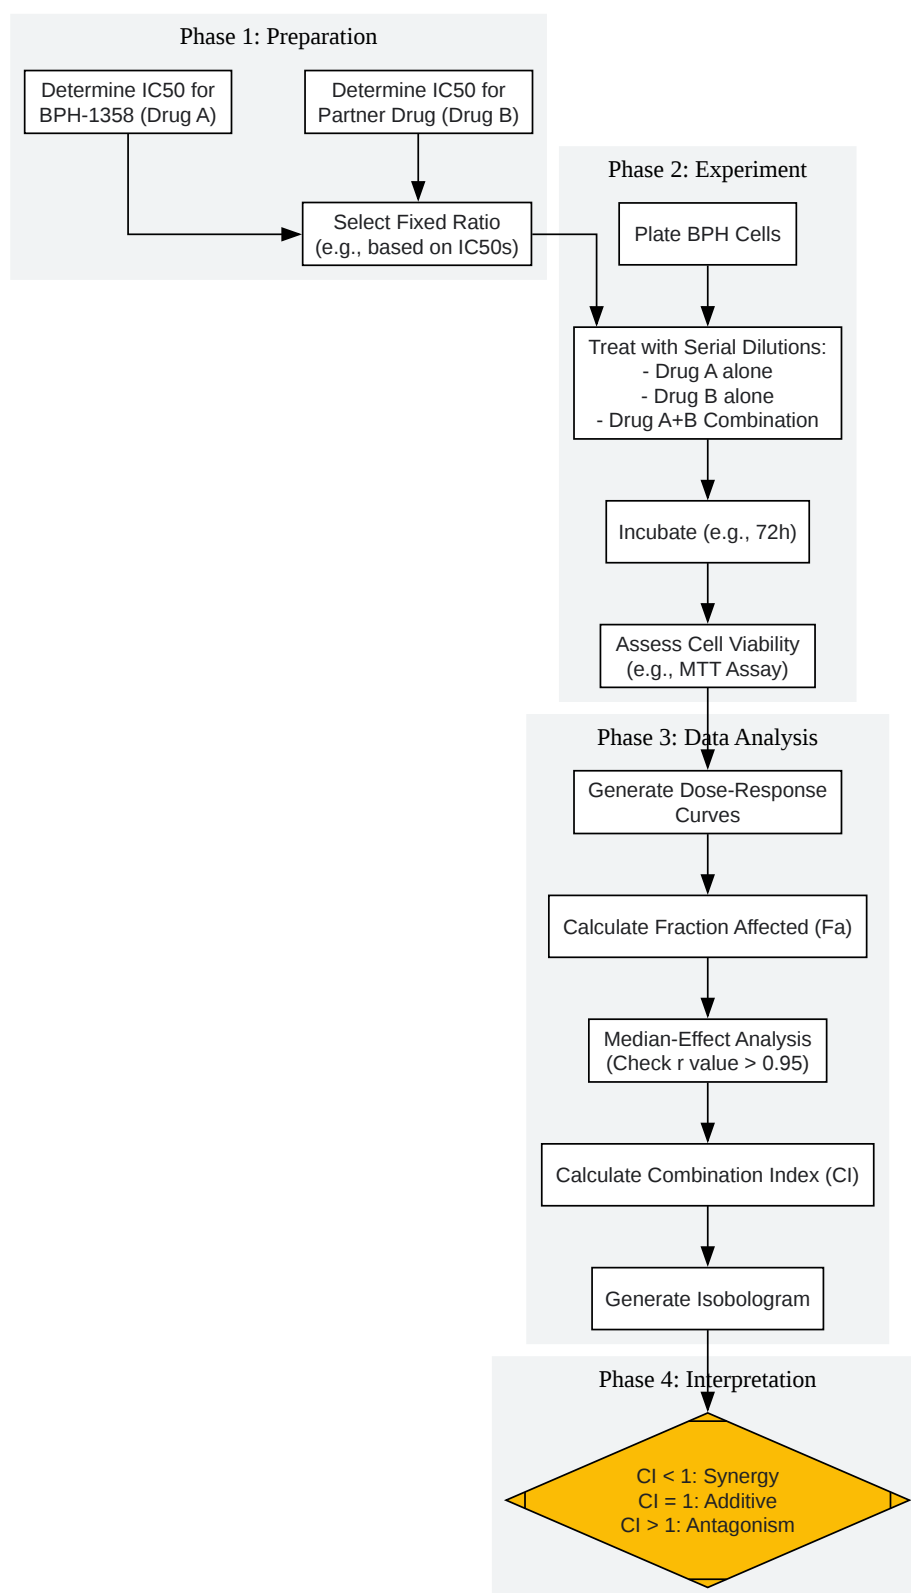 Phase 1: Preparation
Determine IC50 for
BPH-1358 (Drug A)
Determine IC50 for
Partner Drug (Drug B)
Select Fixed Ratio
(e.g., based on IC50s)
Phase 2: Experiment
Plate BPH Cells
Treat with Serial Dilutions:
- Drug A alone
- Drug B alone
- Drug A+B Combination
Incubate (e.g., 72h)
Assess Cell Viability
(e.g., MTT Assay)
Phase 3: Data Analysis
Generate Dose-Response
Curves
Calculate Fraction Affected (Fa)
Median-Effect Analysis
(Check r value > 0.95)
Calculate Combination Index (CI)
Generate Isobologram
Phase 4: Interpretation
CI < 1: Synergy
CI = 1: Additive
CI > 1: Antagonism